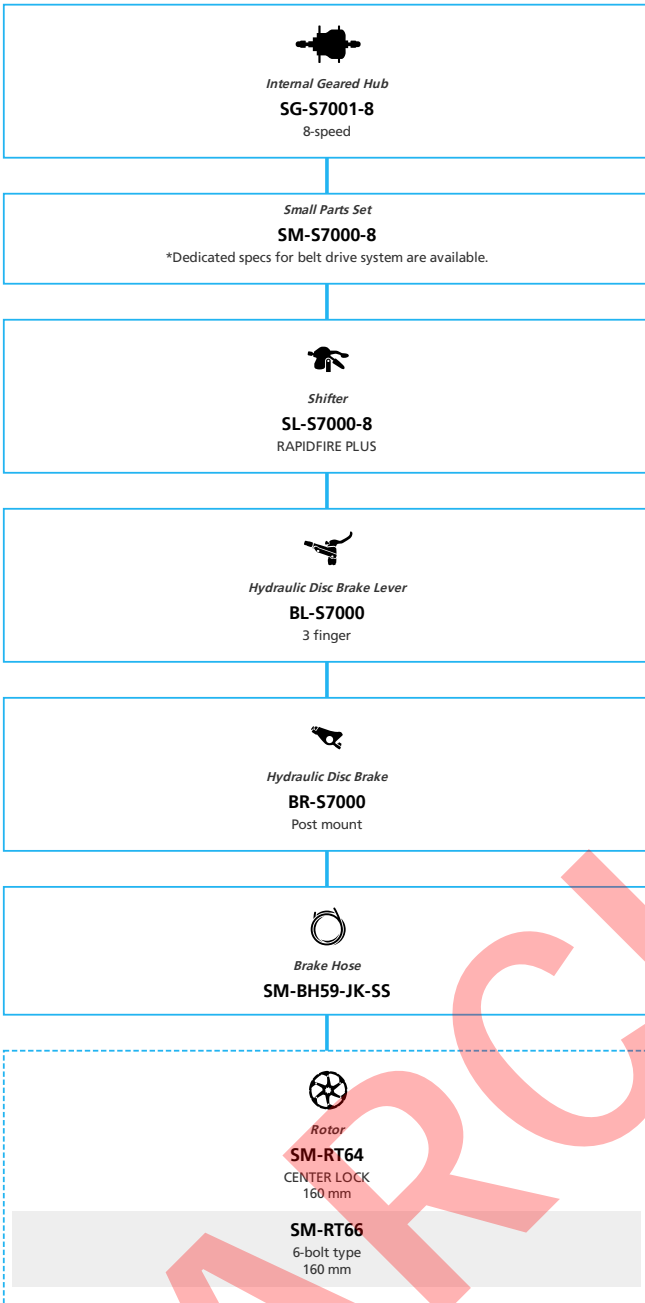 Internal Geared Hub
SG-S7001-8
8-speed
Small Parts Set
SM-S7000-8
*Dedicated specs for belt drive system are available.
Shifter
SL-S7000-8
RAPIDFIRE PLUS
Hydraulic Disc Brake Lever
BL-S7000
3 finger
Hydraulic Disc Brake
BR-S7000
Post mount
Brake Hose
SM-BH59-JK-SS
Rotor
SM-RT64
CENTER LOCK
160 mm
SM-RT66
6-bolt type
160 mm